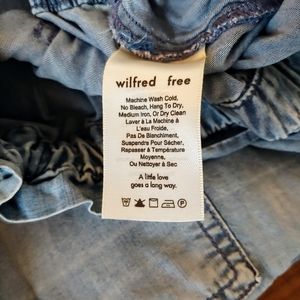 wilfred free
Machine Wash Cold,
No Bleach, Hang To Dry,
Medium Iron, Or Dry Clean
Laver à La Machine à
L'eau Froide,
Pas De Blanchiment,
Suspendre Pour Sécher,
Rapasser à Température
Moyenne,
Ou Nettoyer à Sec
A little love
goes a long way.
P